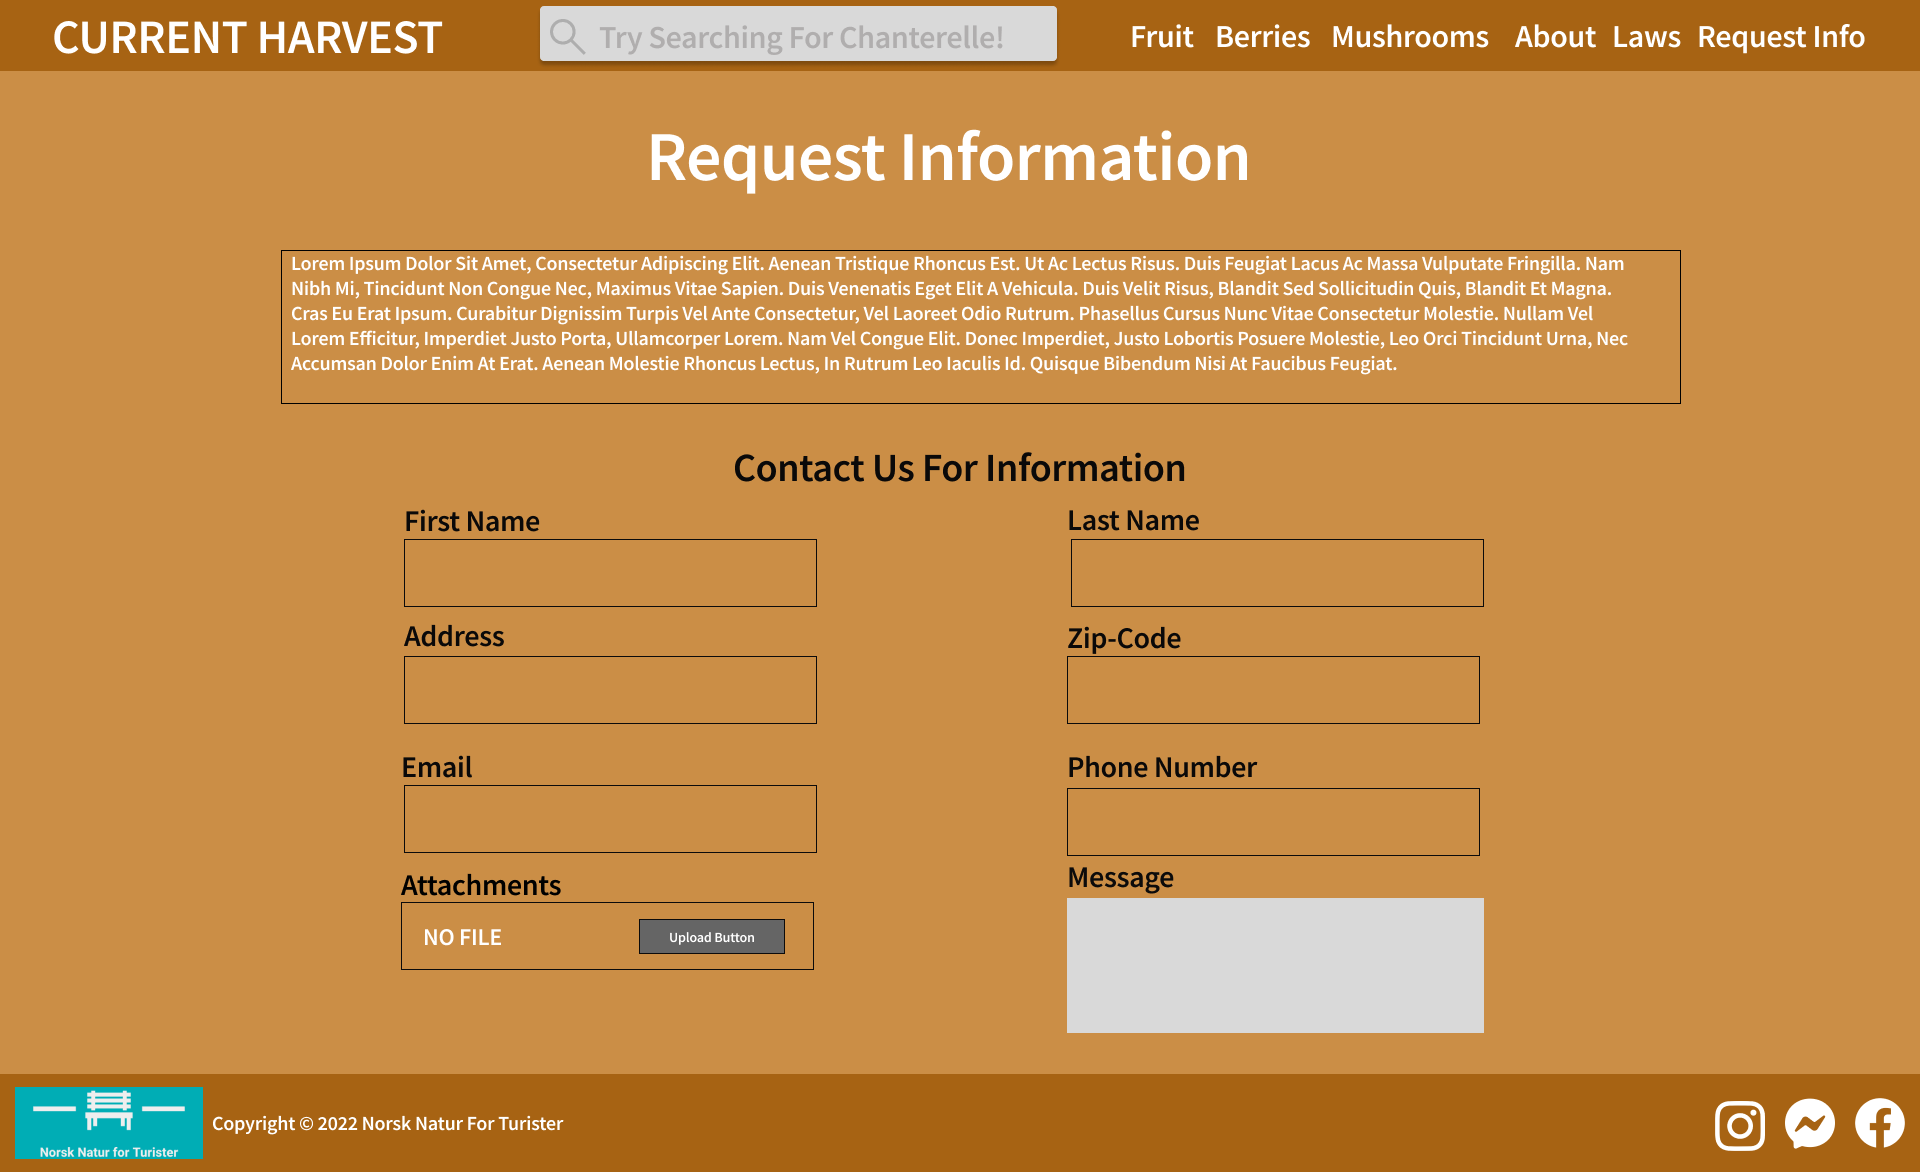 CURRENT HARVEST
Try Searching For Chanterelle!
Fruit Berries Mushrooms About Laws Request Info
Request Information
Lorem Ipsum Dolor Sit Amet, Consectetur Adipiscing Elit. Aenean Tristique Rhoncus Est. Ut Ac Lectus Risus. Duis Feugiat Lacus Ac Massa Vulputate Fringilla. Nam
Nibh Mi, Tincidunt Non Congue Nec, Maximus Vitae Sapien. Duis Venenatis Eget Elit A Vehicula. Duis Velit Risus, Blandit Sed Sollicitudin Quis, Blandit Et Magna.
Cras Eu Erat Ipsum. Curabitur Dignissim Turpis Vel Ante Consectetur, Vel Laoreet Odio Rutrum. Phasellus Cursus Nunc Vitae Consectetur Molestie. Nullam Vel
Lorem Efficitur, Imperdiet Justo Porta, Ullamcorper Lorem. Nam Vel Congue Elit. Donec Imperdiet, Justo Lobortis Posuere Molestie, Leo Orci Tincidunt Urna, Nec
Accumsan Dolor Enim At Erat. Aenean Molestie Rhoncus Lectus, In Rutrum Leo Iaculis Id. Quisque Bibendum Nisi At Faucibus Feugiat.
Contact Us For Information
First Name
Last Name
Address
Zip-Code
Email
Phone Number
Attachments
Message
NO FILE
Upload Button
Norsk Natur for Turister
Copyright © 2022 Norsk Natur For Turister